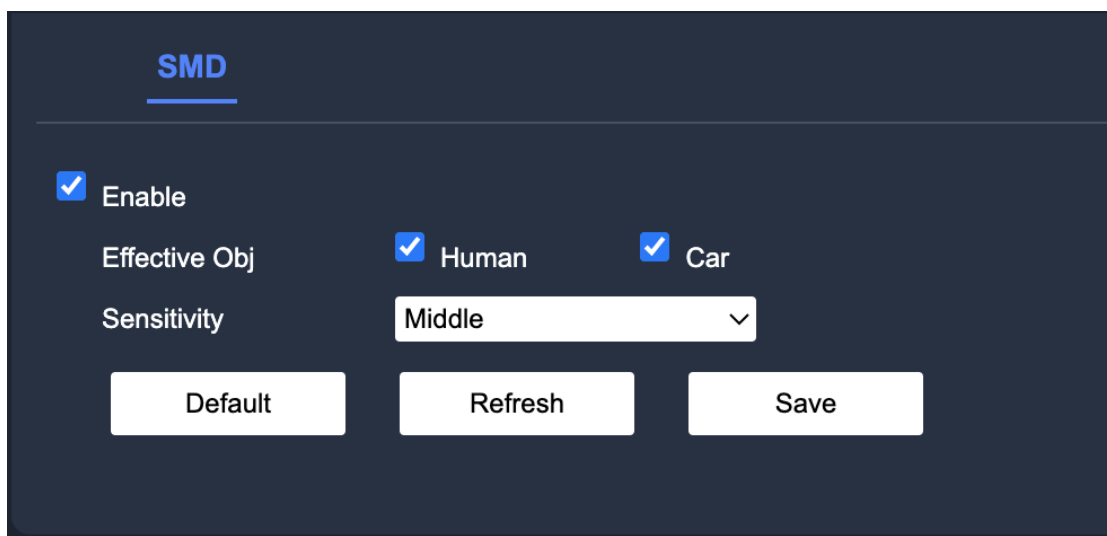 SMD
Enable
Effective Obj Human Car
Sensitivity Middle
Default Refresh Save